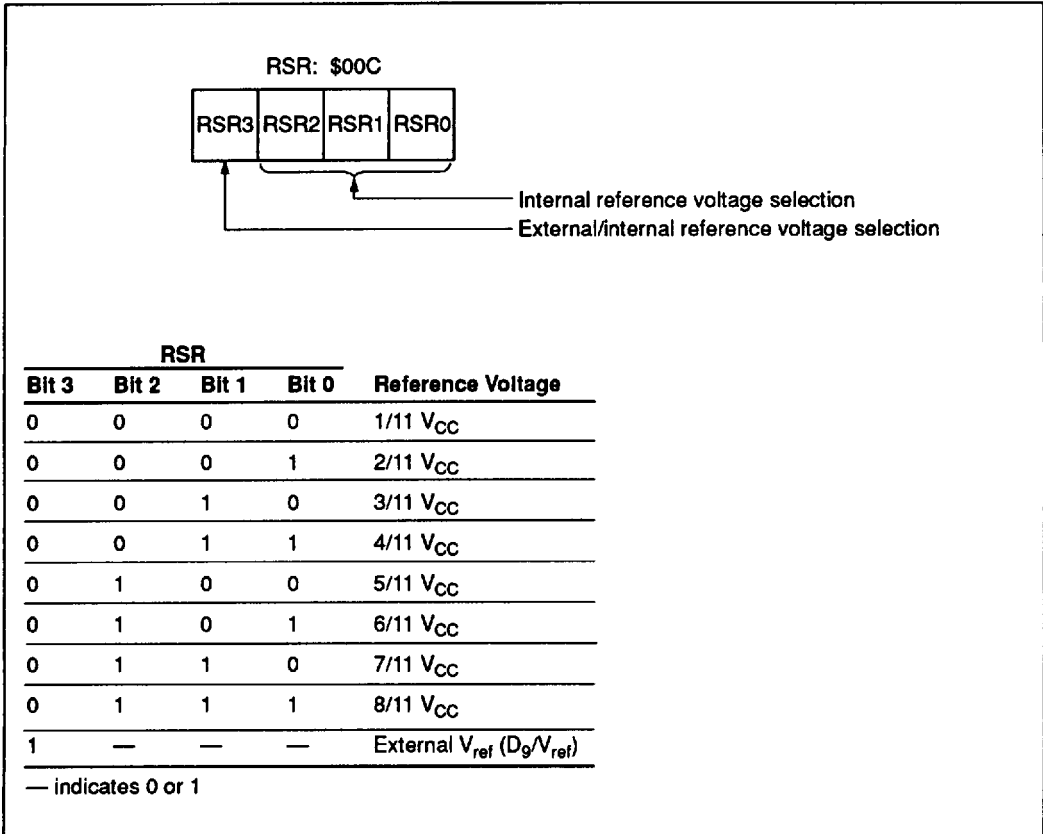 RSR: $00C
RSR3 RSR2 RSR1 RSR0
Internal reference voltage selection
External/internal reference voltage selection
RSR
Bit 3 Bit 2 Bit 1 Bit 0 Reference Voltage
0 0 0 0 1/11 VCC
0 0 0 1 2/11 VCC
0 0 1 0 3/11 VCC
0 0 1 1 4/11 VCC
0 1 0 0 5/11 VCC
0 1 0 1 6/11 VCC
0 1 1 0 7/11 VCC
0 1 1 1 8/11 VCC
1 — — — External Vref (D9/Vref)
— indicates 0 or 1